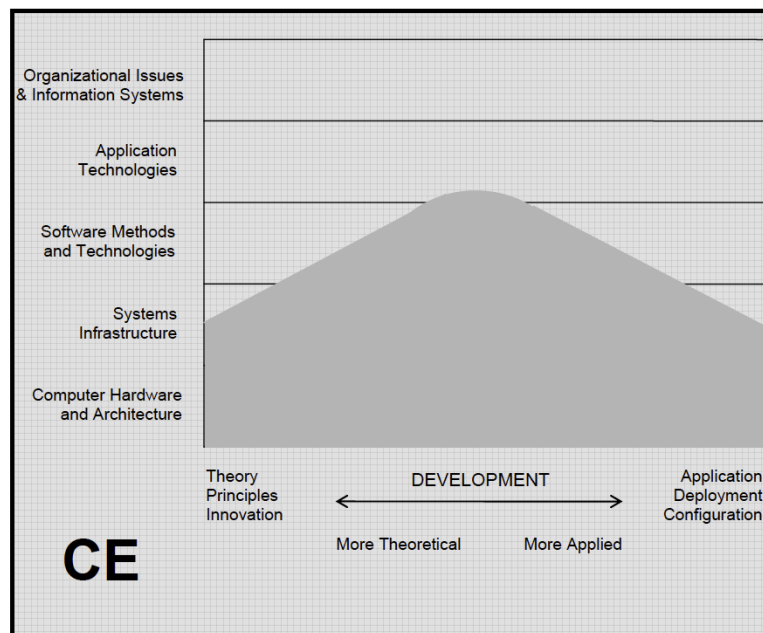 Organizational Issues
& Information Systems
Application
Technologies
Software Methods
and Technologies
Systems
Infrastructure
Computer Hardware
and Architecture
Theory
Principles
Innovation
DEVELOPMENT
More Theoretical
More Applied
Application
Deployment
Configuration
CE